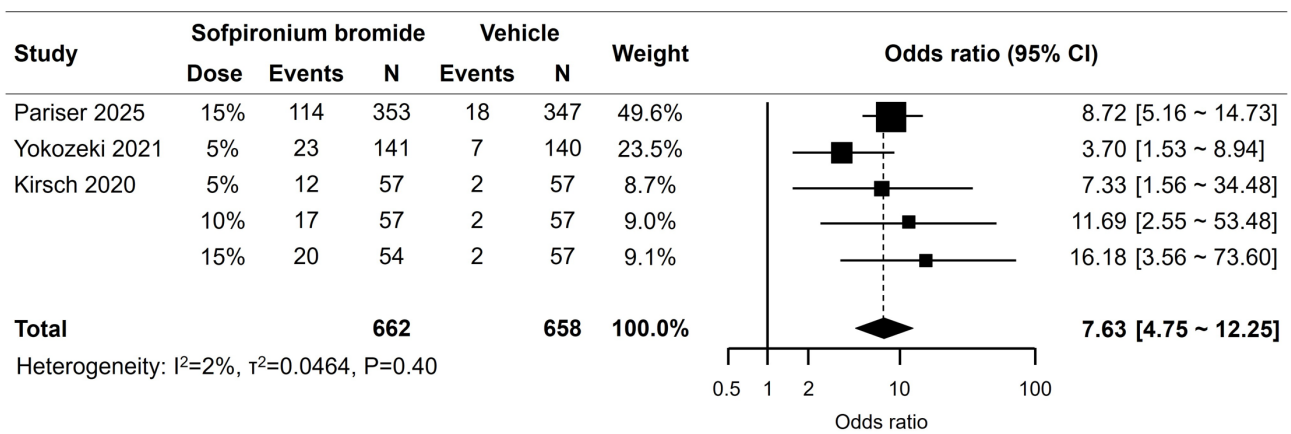 Study Sofpironium bromide Vehicle Weight Odds ratio (95% CI)
Dose Events N Events N
Pariser 2025 15% 114 353 18 347 49.6% 8.72 [5.16 ~ 14.73]
Yokozeki 2021 5% 23 141 7 140 23.5% 3.70 [1.53 ~ 8.94]
Kirsch 2020 5% 12 57 2 57 8.7% 7.33 [1.56 ~ 34.48]
10% 17 57 2 57 9.0% 11.69 [2.55 ~ 53.48]
15% 20 54 2 57 9.1% 16.18 [3.56 ~ 73.60]
Total 662 658 100.0% 7.63 [4.75 ~ 12.25]
Heterogeneity: I²=2%, τ²=0.0464, P=0.40
0.5 1 2 10 100
Odds ratio